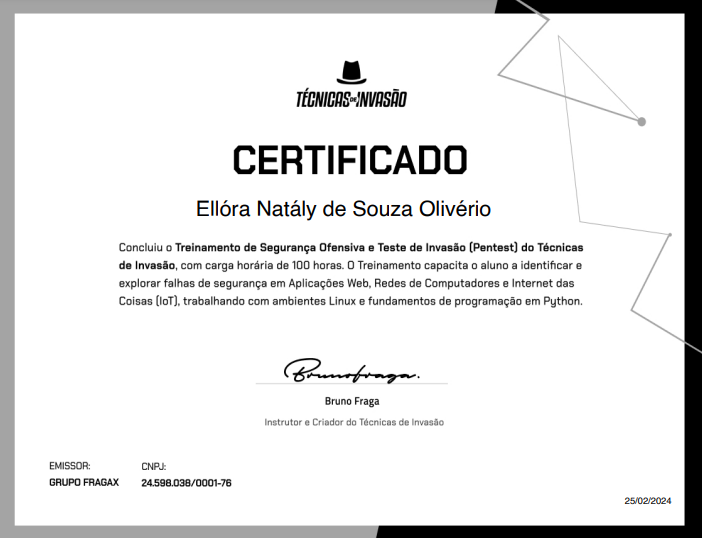 TÉCNICAS DE INVASÃO
CERTIFICADO
Ellóra Natály de Souza Olivério
Concluiu o Treinamento de Segurança Ofensiva e Teste de Invasão (Pentest) do Técnicas
de Invasão, com carga horária de 100 horas. O Treinamento capacita o aluno a identificar e
explorar falhas de segurança em Aplicações Web, Redes de Computadores e Internet das
Coisas (IoT), trabalhando com ambientes Linux e fundamentos de programação em Python.
Brunofraga.
Bruno Fraga
Instrutor e Criador do Técnicas de Invasão
EMISSOR:
GRUPO FRAGAX
CNPJ:
24.598.038/0001-76
25/02/2024